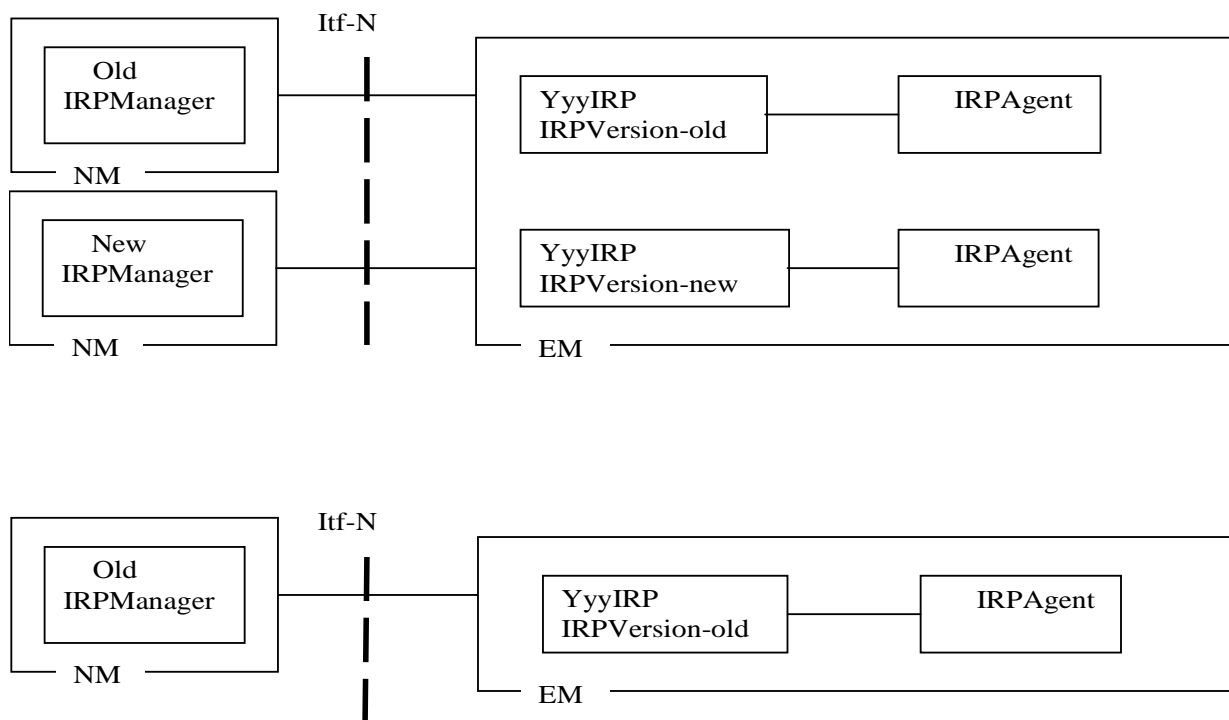 Itf-N
Old
IRPManager
NM
YyyIRP
IRPVersion-old
IRPAgent
New
IRPManager
NM
YyyIRP
IRPVersion-new
IRPAgent
EM
Itf-N
Old
IRPManager
NM
YyyIRP
IRPVersion-old
IRPAgent
EM